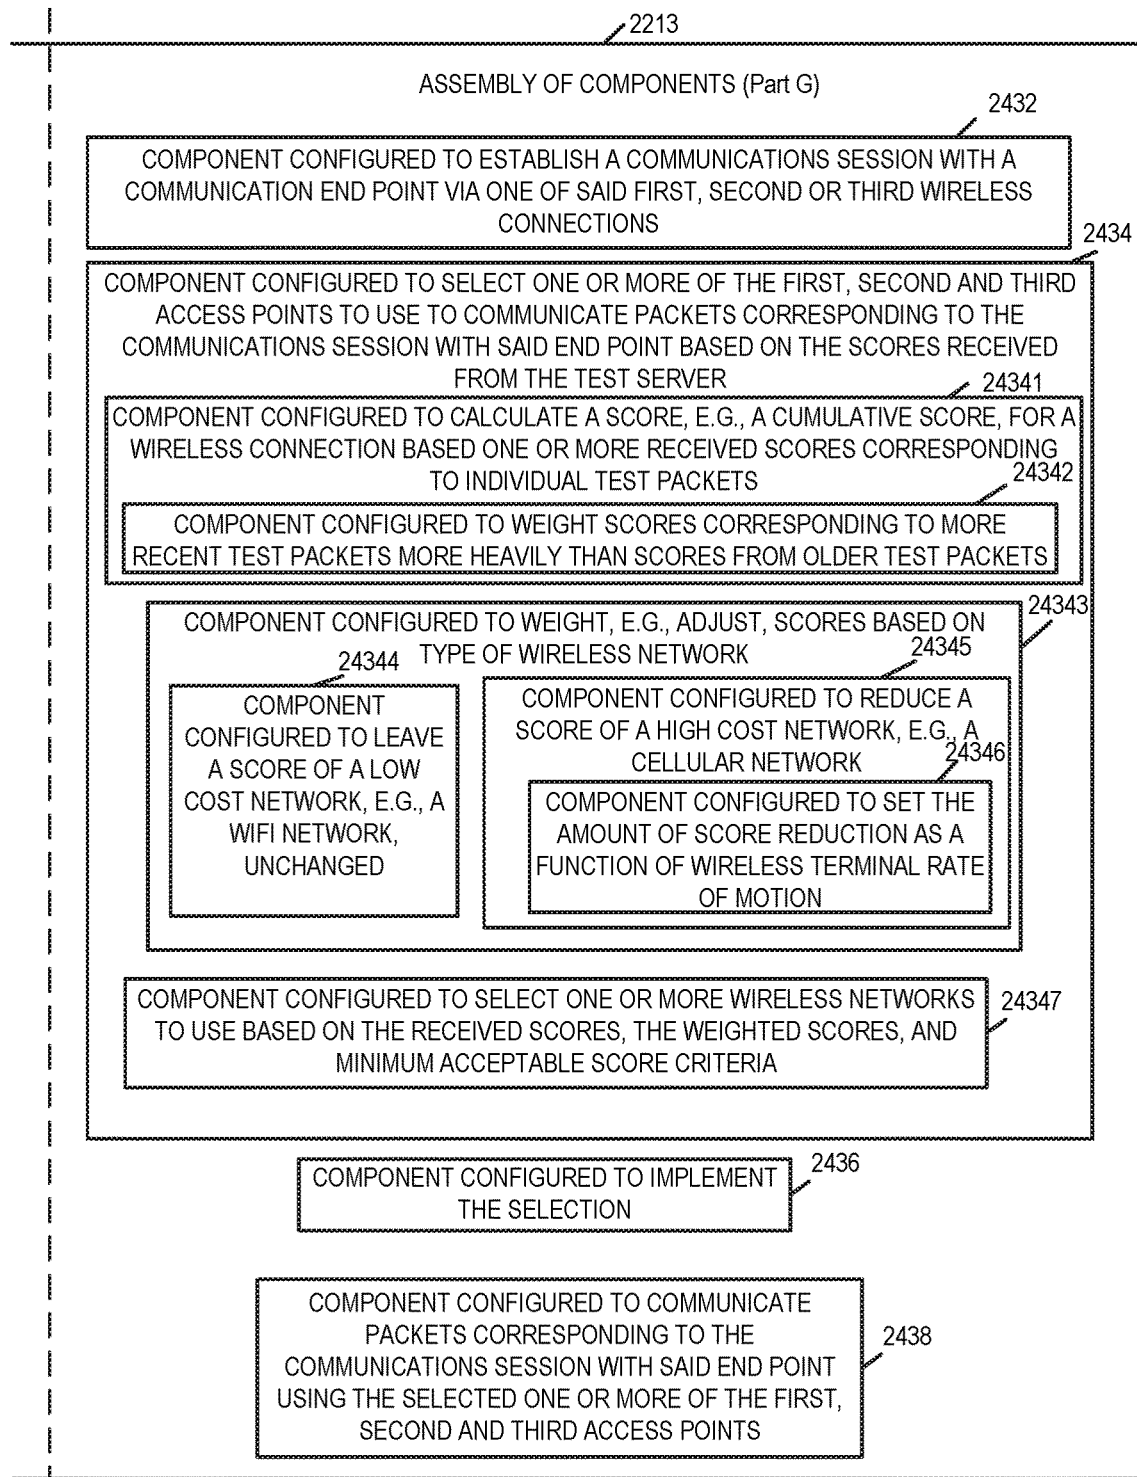 2213
ASSEMBLY OF COMPONENTS (Part G)
2432
COMPONENT CONFIGURED TO ESTABLISH A COMMUNICATIONS SESSION WITH A
COMMUNICATION END POINT VIA ONE OF SAID FIRST, SECOND OR THIRD WIRELESS
CONNECTIONS
2434
COMPONENT CONFIGURED TO SELECT ONE OR MORE OF THE FIRST, SECOND AND THIRD
ACCESS POINTS TO USE TO COMMUNICATE PACKETS CORRESPONDING TO THE
COMMUNICATIONS SESSION WITH SAID END POINT BASED ON THE SCORES RECEIVED
FROM THE TEST SERVER
24341
COMPONENT CONFIGURED TO CALCULATE A SCORE, E.G., A CUMULATIVE SCORE, FOR A
WIRELESS CONNECTION BASED ONE OR MORE RECEIVED SCORES CORRESPONDING
TO INDIVIDUAL TEST PACKETS
24342
COMPONENT CONFIGURED TO WEIGHT SCORES CORRESPONDING TO MORE
RECENT TEST PACKETS MORE HEAVILY THAN SCORES FROM OLDER TEST PACKETS
24343
COMPONENT CONFIGURED TO WEIGHT, E.G., ADJUST, SCORES BASED ON
TYPE OF WIRELESS NETWORK
24344
COMPONENT
CONFIGURED TO LEAVE
A SCORE OF A LOW
COST NETWORK, E.G., A
WIFI NETWORK,
UNCHANGED
24345
COMPONENT CONFIGURED TO REDUCE A
SCORE OF A HIGH COST NETWORK, E.G., A
CELLULAR NETWORK
24346
COMPONENT CONFIGURED TO SET THE
AMOUNT OF SCORE REDUCTION AS A
FUNCTION OF WIRELESS TERMINAL RATE
OF MOTION
COMPONENT CONFIGURED TO SELECT ONE OR MORE WIRELESS NETWORKS
TO USE BASED ON THE RECEIVED SCORES, THE WEIGHTED SCORES, AND
MINIMUM ACCEPTABLE SCORE CRITERIA
24347
COMPONENT CONFIGURED TO IMPLEMENT
THE SELECTION
2436
COMPONENT CONFIGURED TO COMMUNICATE
PACKETS CORRESPONDING TO THE
COMMUNICATIONS SESSION WITH SAID END POINT
USING THE SELECTED ONE OR MORE OF THE FIRST,
SECOND AND THIRD ACCESS POINTS
2438